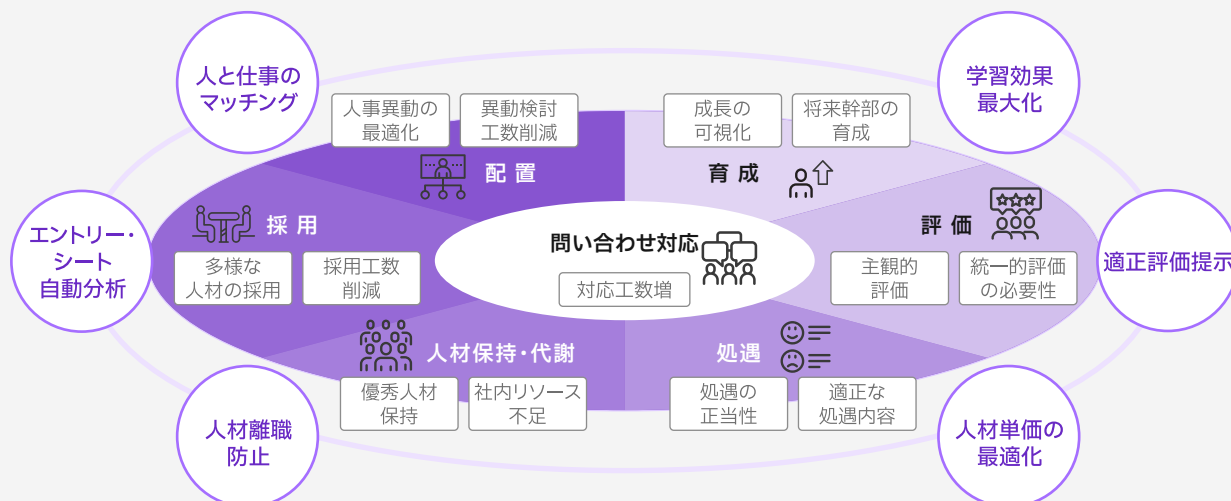 人と仕事の
マッチング
学習効果
最大化
人事異動の
最適化
異動検討
工数削減
成長の
可視化
将来幹部の
育成
配置
育成
採用
評価
エントリー・
シート
自動分析
多様な
人材の採用
採用工数
削減
問い合わせ対応
対応工数増
主観的
評価
統一的評価
の必要性
適正評価提示
人材保持・代謝
処遇
優秀人材
保持
社内リソース
不足
処遇の
正当性
適正な
処遇内容
人材離職
防止
人材単価の
最適化